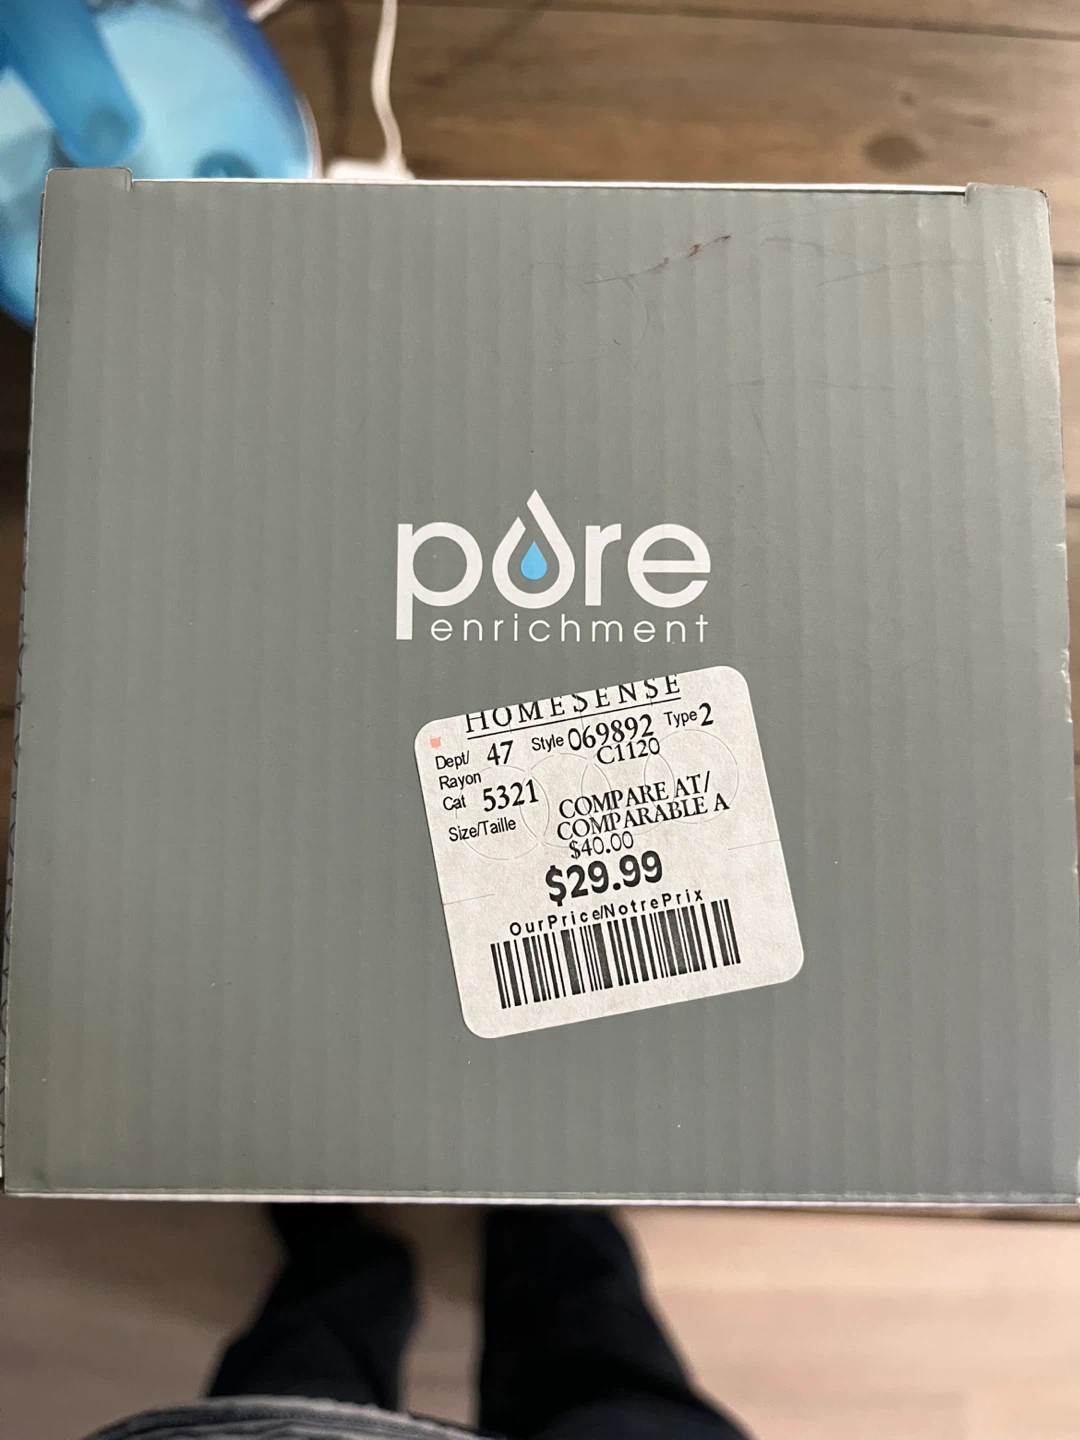 pure
enrichment
HOMESENSE
Dept/ 47 Style 069892 Type 2
Rayon C1120
Cat 5321 COMPARE AT/
Size/Taille COMPARABLE A
$40.00
$29.99
OurPrice/NotrePrix